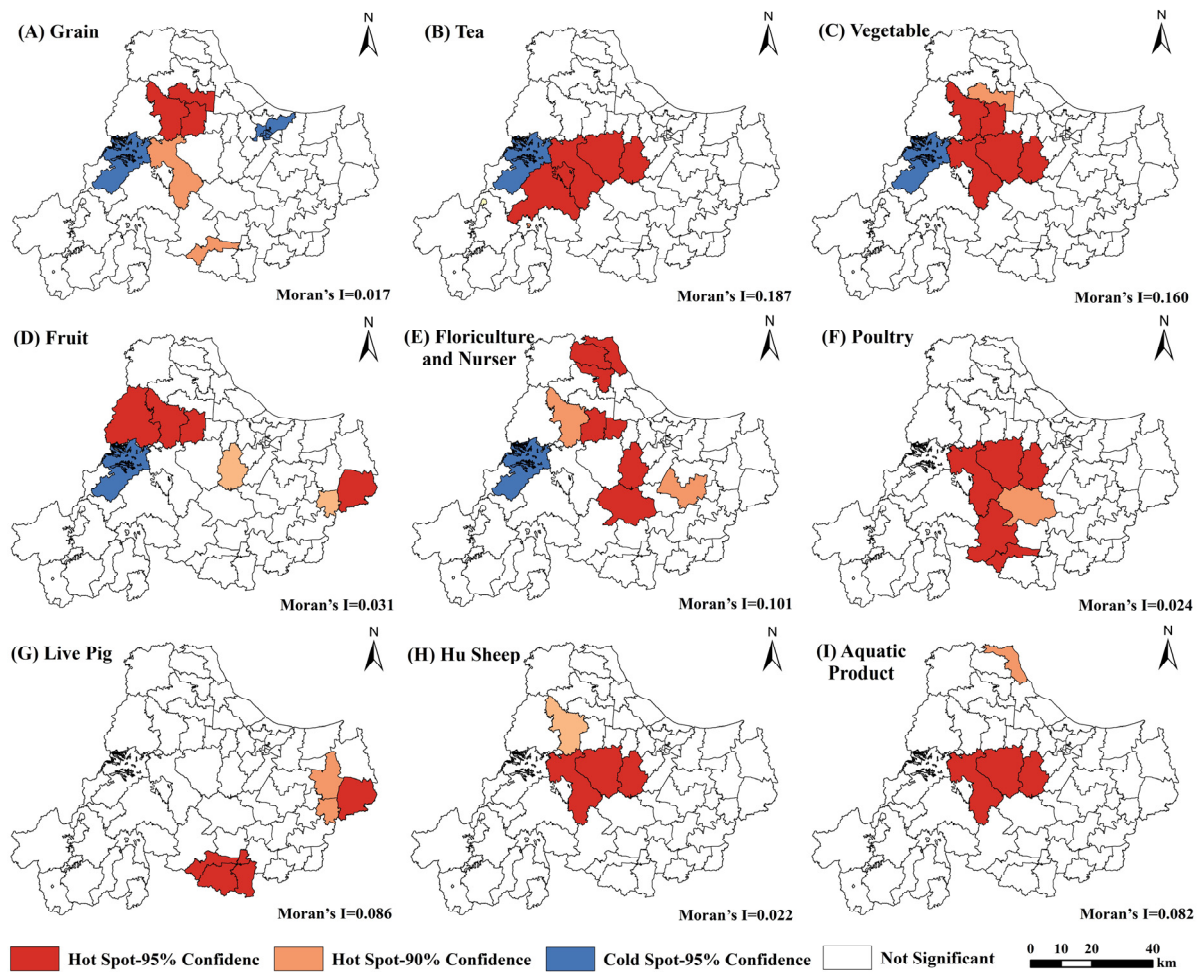 (A) Grain
N
(B) Tea
N
(C) Vegetable
N
Moran's I=0.017
Moran's I=0.187
Moran's I=0.160
(D) Fruit
N
(E) Floriculture
and Nurser
N
(F) Poultry
N
Moran's I=0.031
Moran's I=0.101
Moran's I=0.024
(G) Live Pig
N
(H) Hu Sheep
N
(I) Aquatic
Product
N
Moran's I=0.086
Moran's I=0.022
Moran's I=0.082
Hot Spot-95% Confidenc
Hot Spot-90% Confidence
Cold Spot-95% Confidence
Not Significant
0 10 20 40
km